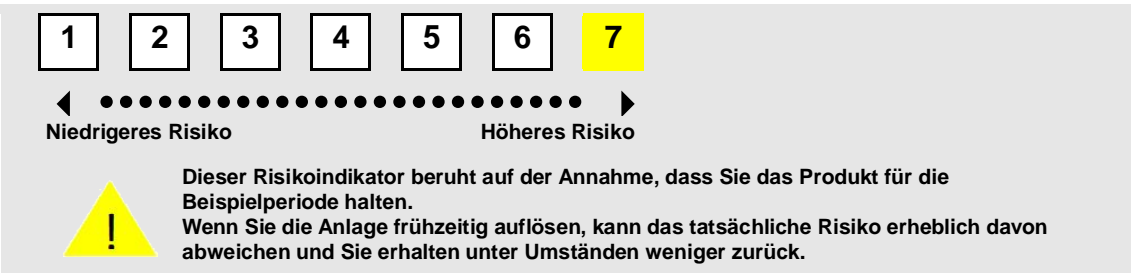 1 2 3 4 5 6 7
Niedrigeres Risiko Höheres Risiko
Dieser Risikoindikator beruht auf der Annahme, dass Sie das Produkt für die
Beispielperiode halten.
Wenn Sie die Anlage frühzeitig auflösen, kann das tatsächliche Risiko erheblich davon
abweichen und Sie erhalten unter Umständen weniger zurück.
!